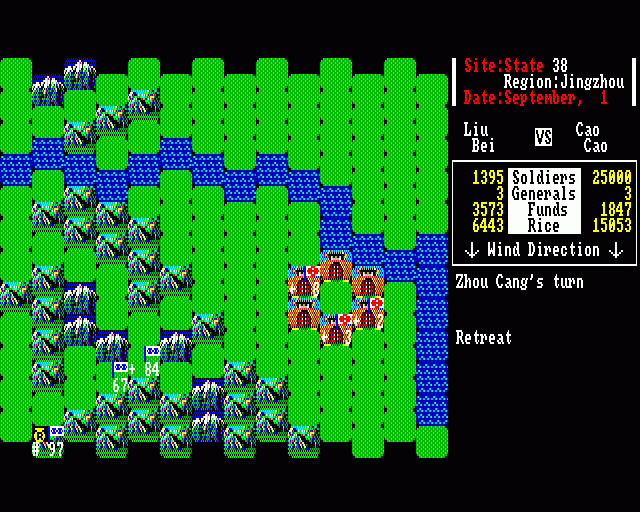 Site:State 38
Region:Jingzhou
Date:September, 1
Liu Bei VS Cao Cao
1395 Soldiers 25000
3 Generals 3
3573 Funds 1847
6443 Rice 15053
↓ Wind Direction ↓
Zhou Cang's turn
Retreat
+ 84
67
# 97